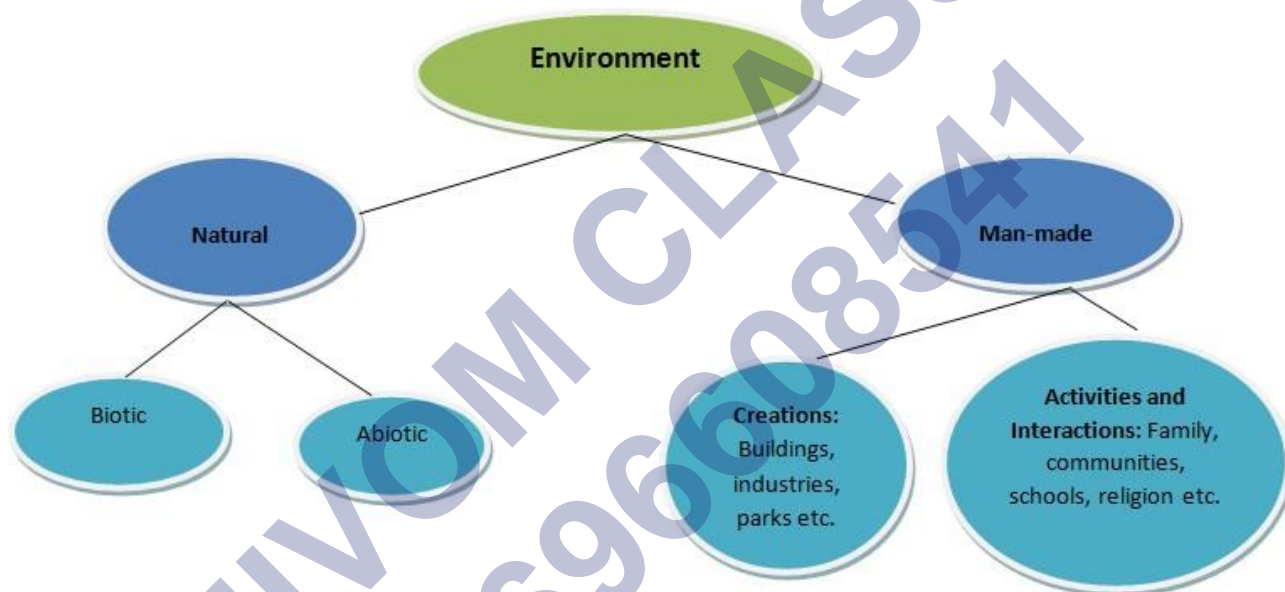 Environment
Natural
Man-made
Biotic
Abiotic
Creations:
Buildings,
industries,
parks etc.
Activities and
Interactions: Family,
communities,
schools, religion etc.